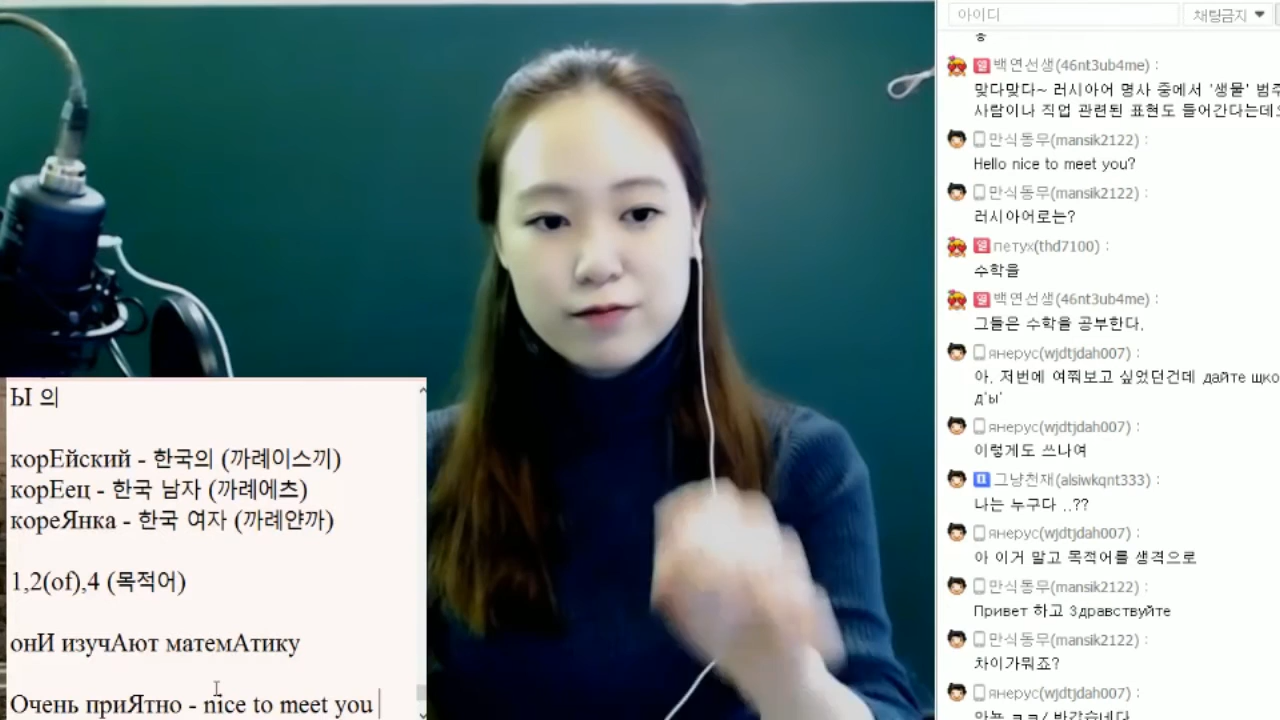 Ы 의
корЕйский - 한국의 (까레이스끼)
корЕец - 한국 남자 (까레에츠)
кореЯнка - 한국 여자 (까레얀까)
1,2(of),4 (목적어)
онИ изучАют матемАтику
Очень приЯтно - nice to meet you
아이디
채팅금지
ㅎ
열 백연선생(46nt3ub4me) :
맞다맞다~ 러시아어 명사 중에서 '생물' 범주
사람이나 직업 관련된 표현도 들어간다는데요
만식동무(mansik2122) :
Hello nice to meet you?
만식동무(mansik2122) :
러시아어로는?
열 петух(thd7100) :
수학을
열 백연선생(46nt3ub4me) :
그들은 수학을 공부한다.
янерус(wjdtjdah007) :
아, 저번에 여쭤보고 싶었던건데 дайте щко
д'ы'
янерус(wjdtjdah007) :
이렇게도 쓰나여
그냥천재(alsiwkqnt333) :
나는 누구다 ..??
янерус(wjdtjdah007) :
아 이거 말고 목적어를 생격으로
만식동무(mansik2122) :
Привет 하고 Здравствуйте
만식동무(mansik2122) :
차이가뭐죠?
янерус(wjdtjdah007) :